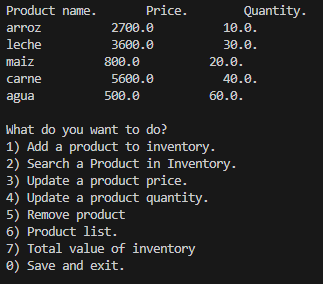 Product name.       Price.        Quantity.
arroz          2700.0          10.0.
leche          3600.0          30.0.
maiz          800.0          20.0.
carne          5600.0          40.0.
agua          500.0          60.0.

What do you want to do?
1) Add a product to inventory.
2) Search a Product in Inventory.
3) Update a product price.
4) Update a product quantity.
5) Remove product
6) Product list.
7) Total value of inventory
0) Save and exit.